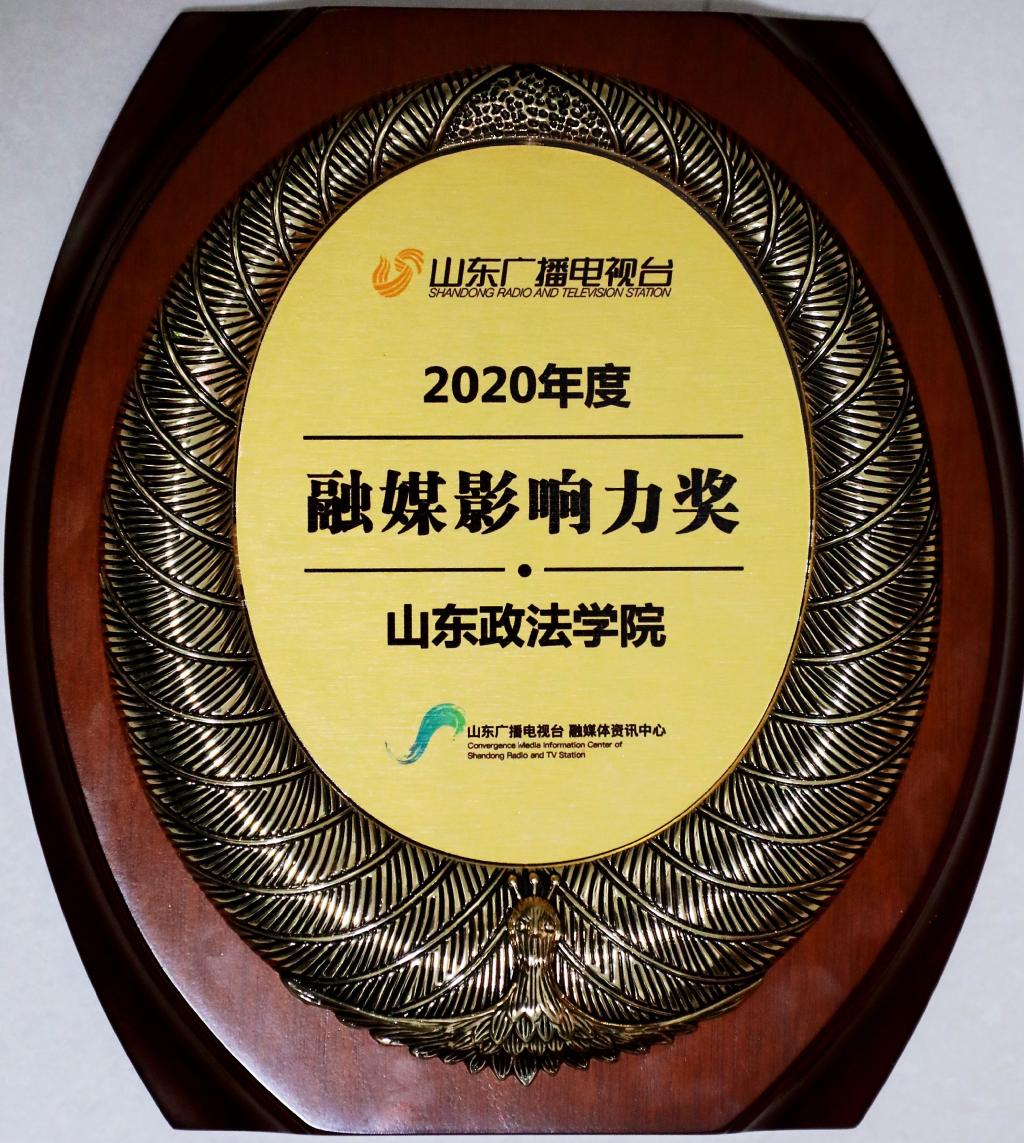 山东广播电视台
SHANDONG RADIO AND TELEVISION STATION
2020年度
融媒影响力奖
山东政法学院
山东广播电视台 融媒体资讯中心
Convergence Media Information Center of
Shandong Radio and TV Station